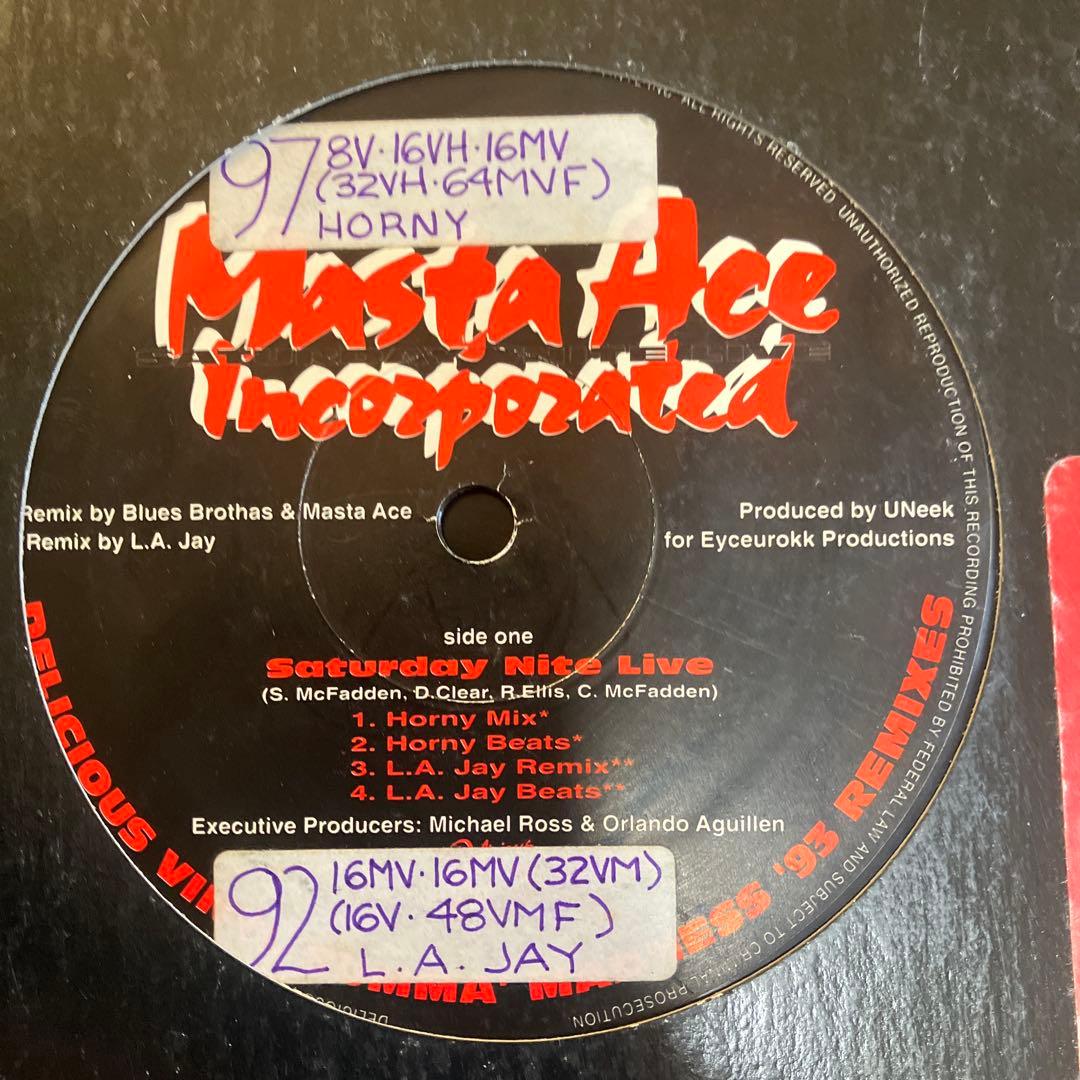 97 8V·16VH·16MV
(32VH·64MVF)
HORNY
Masta Ace
Incorporated
Remix by Blues Brothas & Masta Ace
Remix by L.A. Jay
Produced by UNeek
for Eyceurokk Productions
side one
Saturday Nite Live
(S. McFadden, D.Clear, R.Ellis, C. McFadden)
1. Horny Mix*
2. Horny Beats*
3. L.A. Jay Remix**
4. L.A. Jay Beats**
Executive Producers: Michael Ross & Orlando Aguillen
92 16MV·16MV(32VM)
(16V·48VMF)
L.A. JAY
DELICIOUS '93 REMIXES
ALL RIGHTS RESERVED UNAUTHORIZED REPRODUCTION OF THIS RECORDING PROHIBITED BY FEDERAL LAW AND SUBJECT TO PROSECUTION